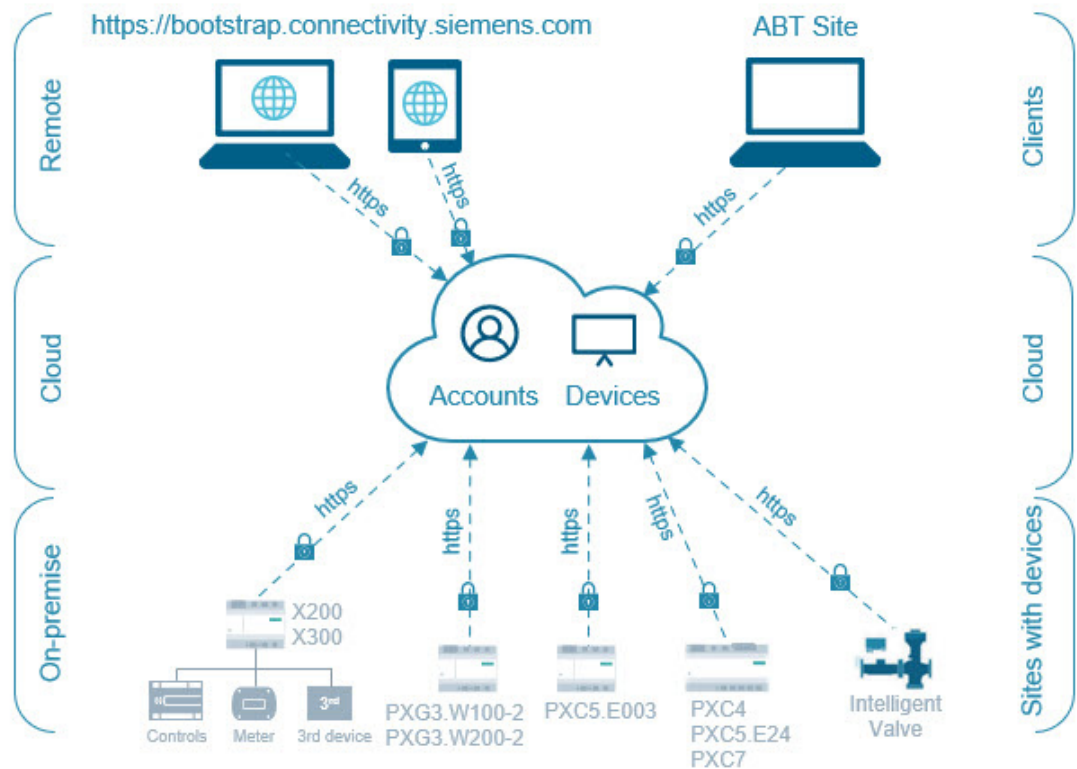 https://bootstrap.connectivity.siemens.com
ABT Site
Remote
Clients
https
https
https
Cloud
Cloud
Accounts
Devices
https
https
https
https
https
On-premise
Sites with devices
X200
X300
Controls
Meter
3rd
3rd device
PXG3.W100-2
PXG3.W200-2
PXC5.E003
PXC4
PXC5.E24
PXC7
Intelligent
Valve